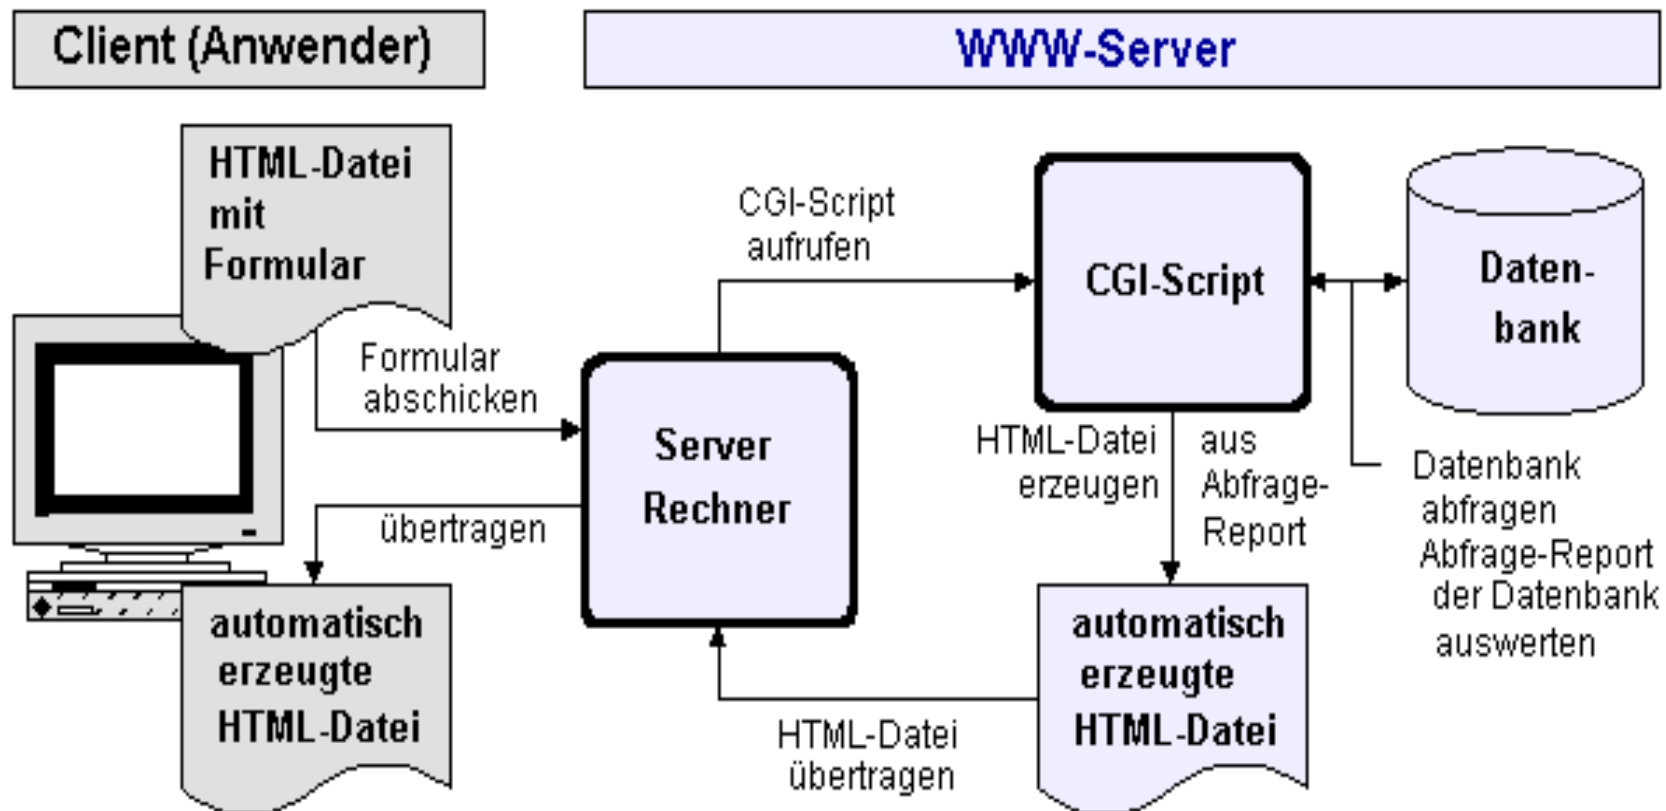 Client (Anwender)
WWW-Server
HTML-Datei
mit
Formular
Formular
abschicken
übertragen
automatisch
erzeugte
HTML-Datei
Server
Rechner
CGI-Script
aufrufen
CGI-Script
Daten-
bank
HTML-Datei
erzeugen
aus
Abfrage-
Report
Datenbank
abfragen
Abfrage-Report
der Datenbank
auswerten
automatisch
erzeugte
HTML-Datei
HTML-Datei
übertragen